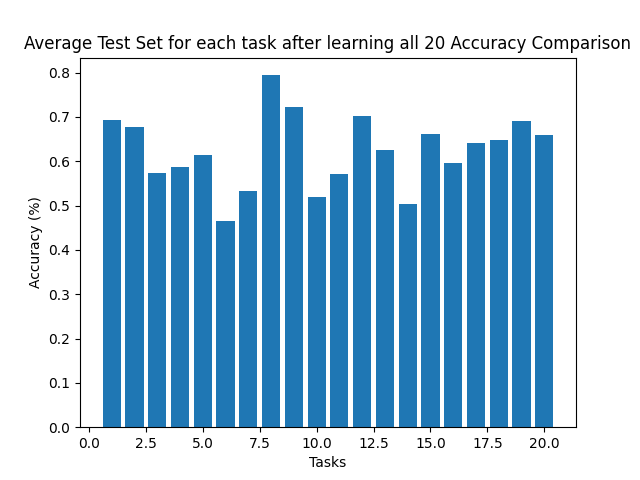 Average Test Set for each task after learning all 20 Accuracy Comparison
0.8
0.7
0.6
0.5
0.4
0.3
0.2
0.1
0.0
Accuracy (%)
0.0 2.5 5.0 7.5 10.0 12.5 15.0 17.5 20.0
Tasks